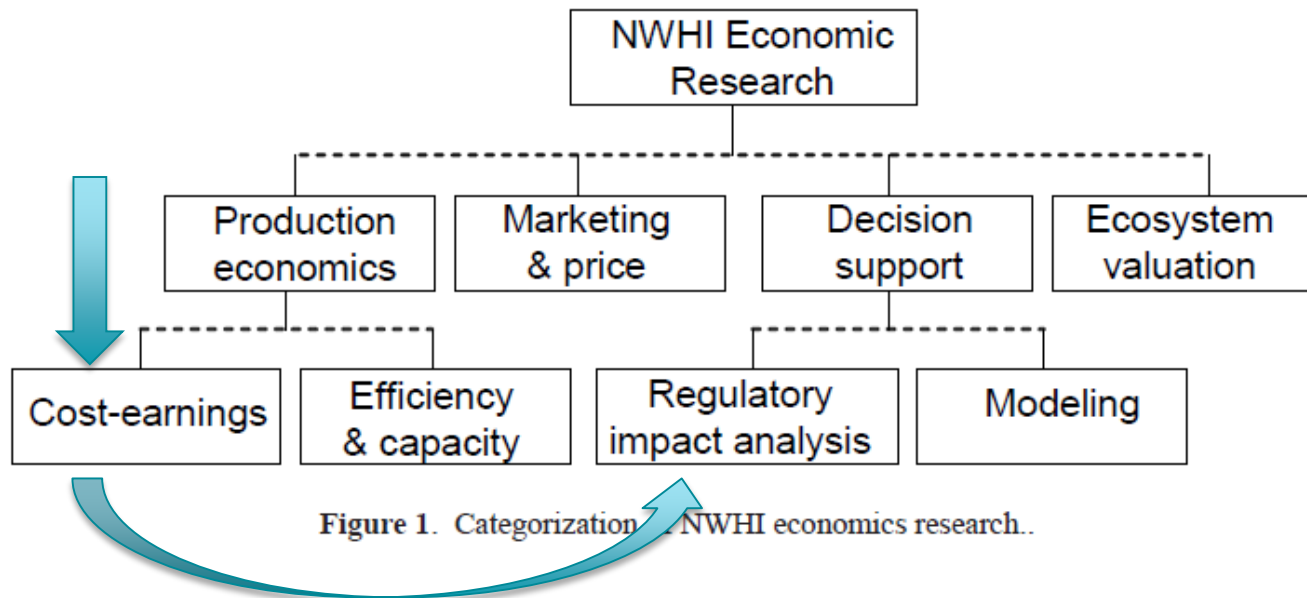 NWHI Economic
Research
Production
economics
Marketing
& price
Decision
support
Ecosystem
valuation
Cost-earnings
Efficiency
& capacity
Regulatory
impact analysis
Modeling
Figure 1. Categorization NWHI economics research..